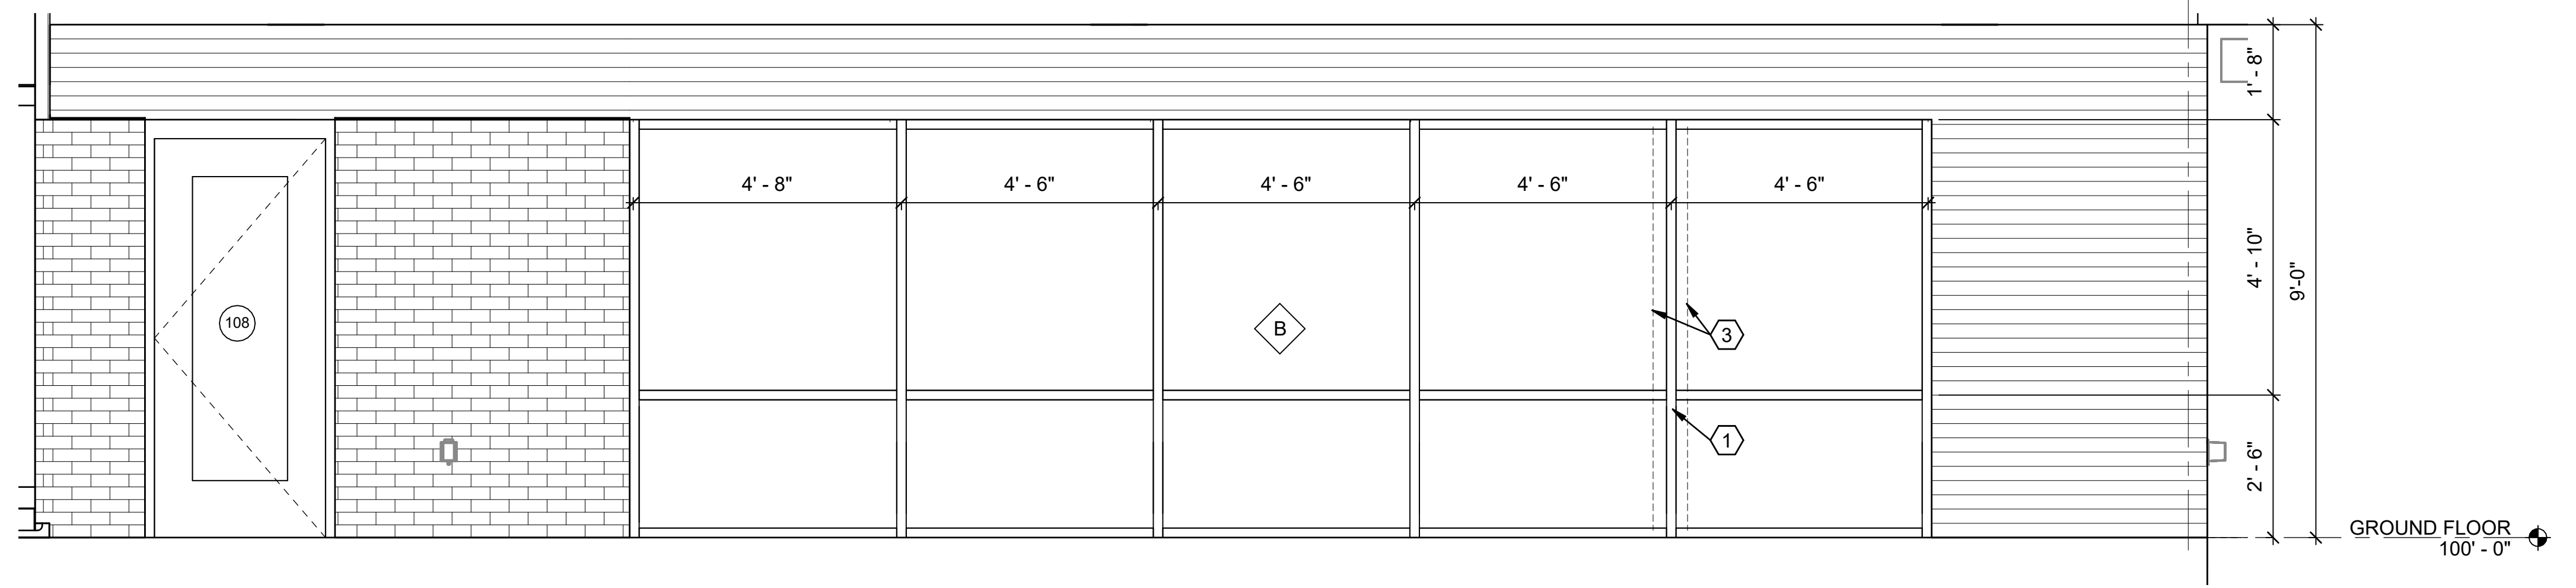 1' - 8"
4' - 8"
4' - 6"
4' - 6"
4' - 6"
4' - 6"
4' - 10"
9'-0"
108
B
3
1
2' - 6"
GROUND FLOOR
100' - 0"